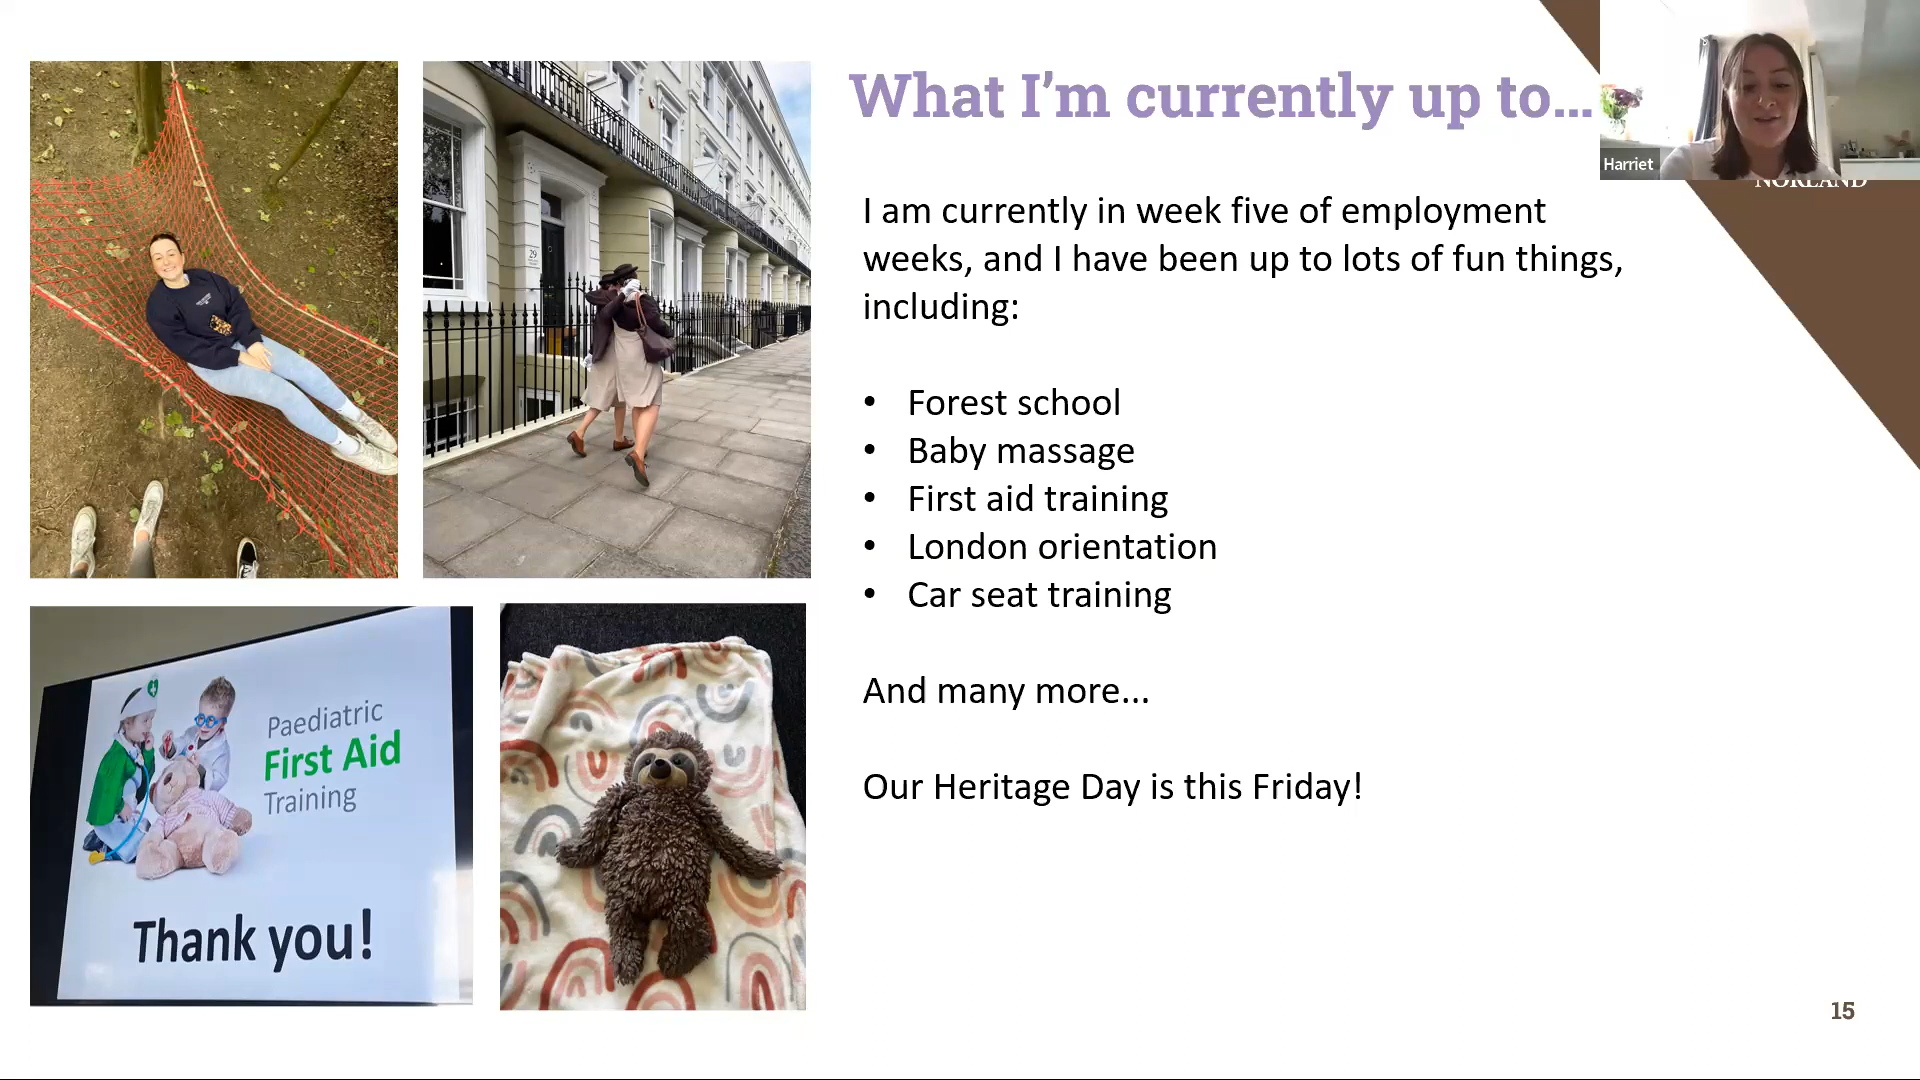 What I’m currently up to...
Harriet
NORLAND
I am currently in week five of employment
weeks, and I have been up to lots of fun things,
including:
• Forest school
• Baby massage
• First aid training
• London orientation
• Car seat training
And many more...
Our Heritage Day is this Friday!
29
Paediatric
First Aid
Training
Thank you!
15